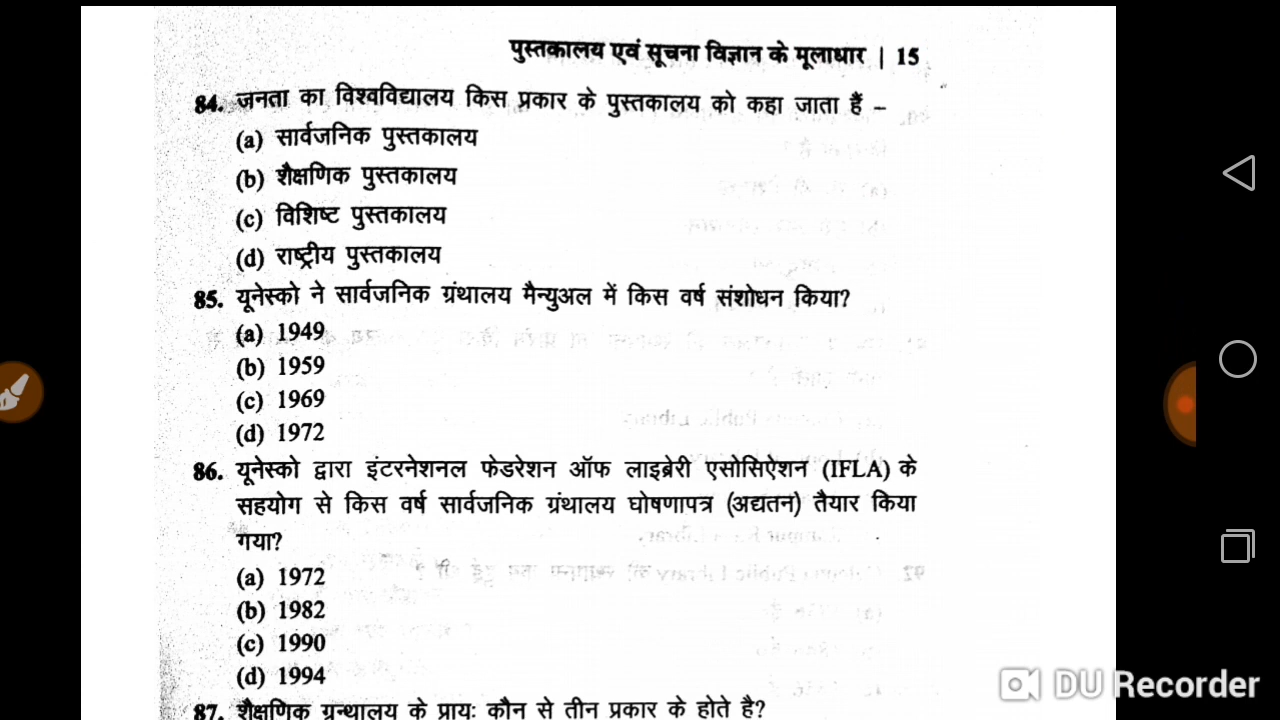 पुस्तकालय एवं सूचना विज्ञान के मूलाधार | 15
84. जनता का विश्वविद्यालय किस प्रकार के पुस्तकालय को कहा जाता हैं –
(a) सार्वजनिक पुस्तकालय
(b) शैक्षणिक पुस्तकालय
(c) विशिष्ट पुस्तकालय
(d) राष्ट्रीय पुस्तकालय
85. यूनेस्को ने सार्वजनिक ग्रंथालय मैन्युअल में किस वर्ष संशोधन किया?
(a) 1949
(b) 1959
(c) 1969
(d) 1972
86. यूनेस्को द्वारा इंटरनेशनल फेडरेशन ऑफ लाइब्रेरी एसोसिऐशन (IFLA) के
सहयोग से किस वर्ष सार्वजनिक ग्रंथालय घोषणापत्र (अद्यतन) तैयार किया
गया?
(a) 1972
(b) 1982
(c) 1990
(d) 1994
87. शैक्षणिक ग्रन्थालय के प्रायः कौन से तीन प्रकार के होते है?
DU Recorder